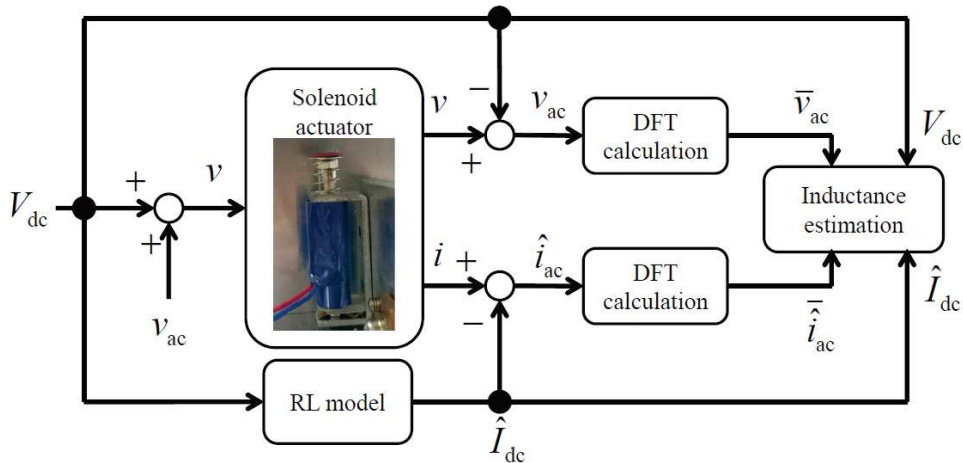 −
Solenoid
actuator
v
v_ac
DFT
calculation
v̄_ac
V_dc
+
v
+
Inductance
estimation
V_dc
+
i
+
î_ac
DFT
calculation
Î_dc
v_ac
−
î̄_ac
RL model
Î_dc